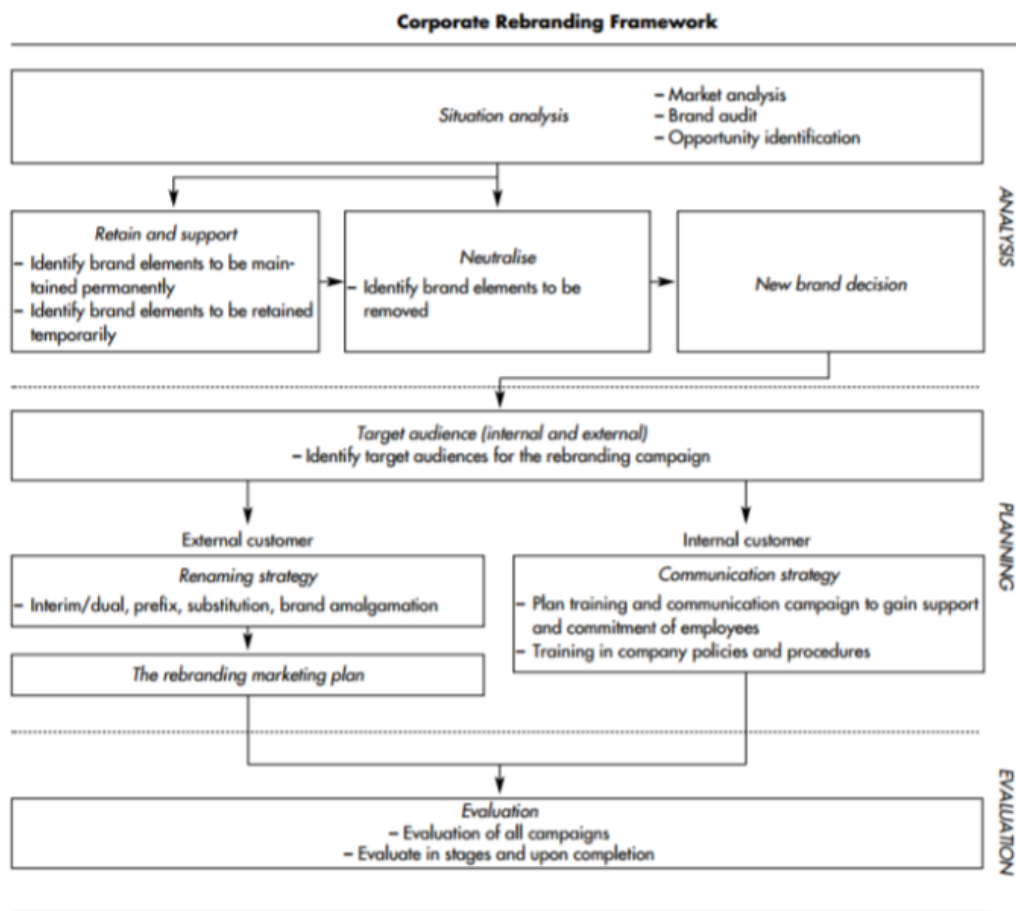 Corporate Rebranding Framework
Situation analysis
– Market analysis
– Brand audit
– Opportunity identification
ANALYSIS
Retain and support
– Identify brand elements to be main-
tained permanently
– Identify brand elements to be retained
temporarily
Neutralise
– Identify brand elements to be
removed
New brand decision
Target audience (internal and external)
– Identify target audiences for the rebranding campaign
PLANNING
External customer
Renaming strategy
– Interim/dual, prefix, substitution, brand amalgamation
The rebranding marketing plan
Internal customer
Communication strategy
– Plan training and communication campaign to gain support
and commitment of employees
– Training in company policies and procedures
EVALUATION
Evaluation
– Evaluation of all campaigns
– Evaluate in stages and upon completion